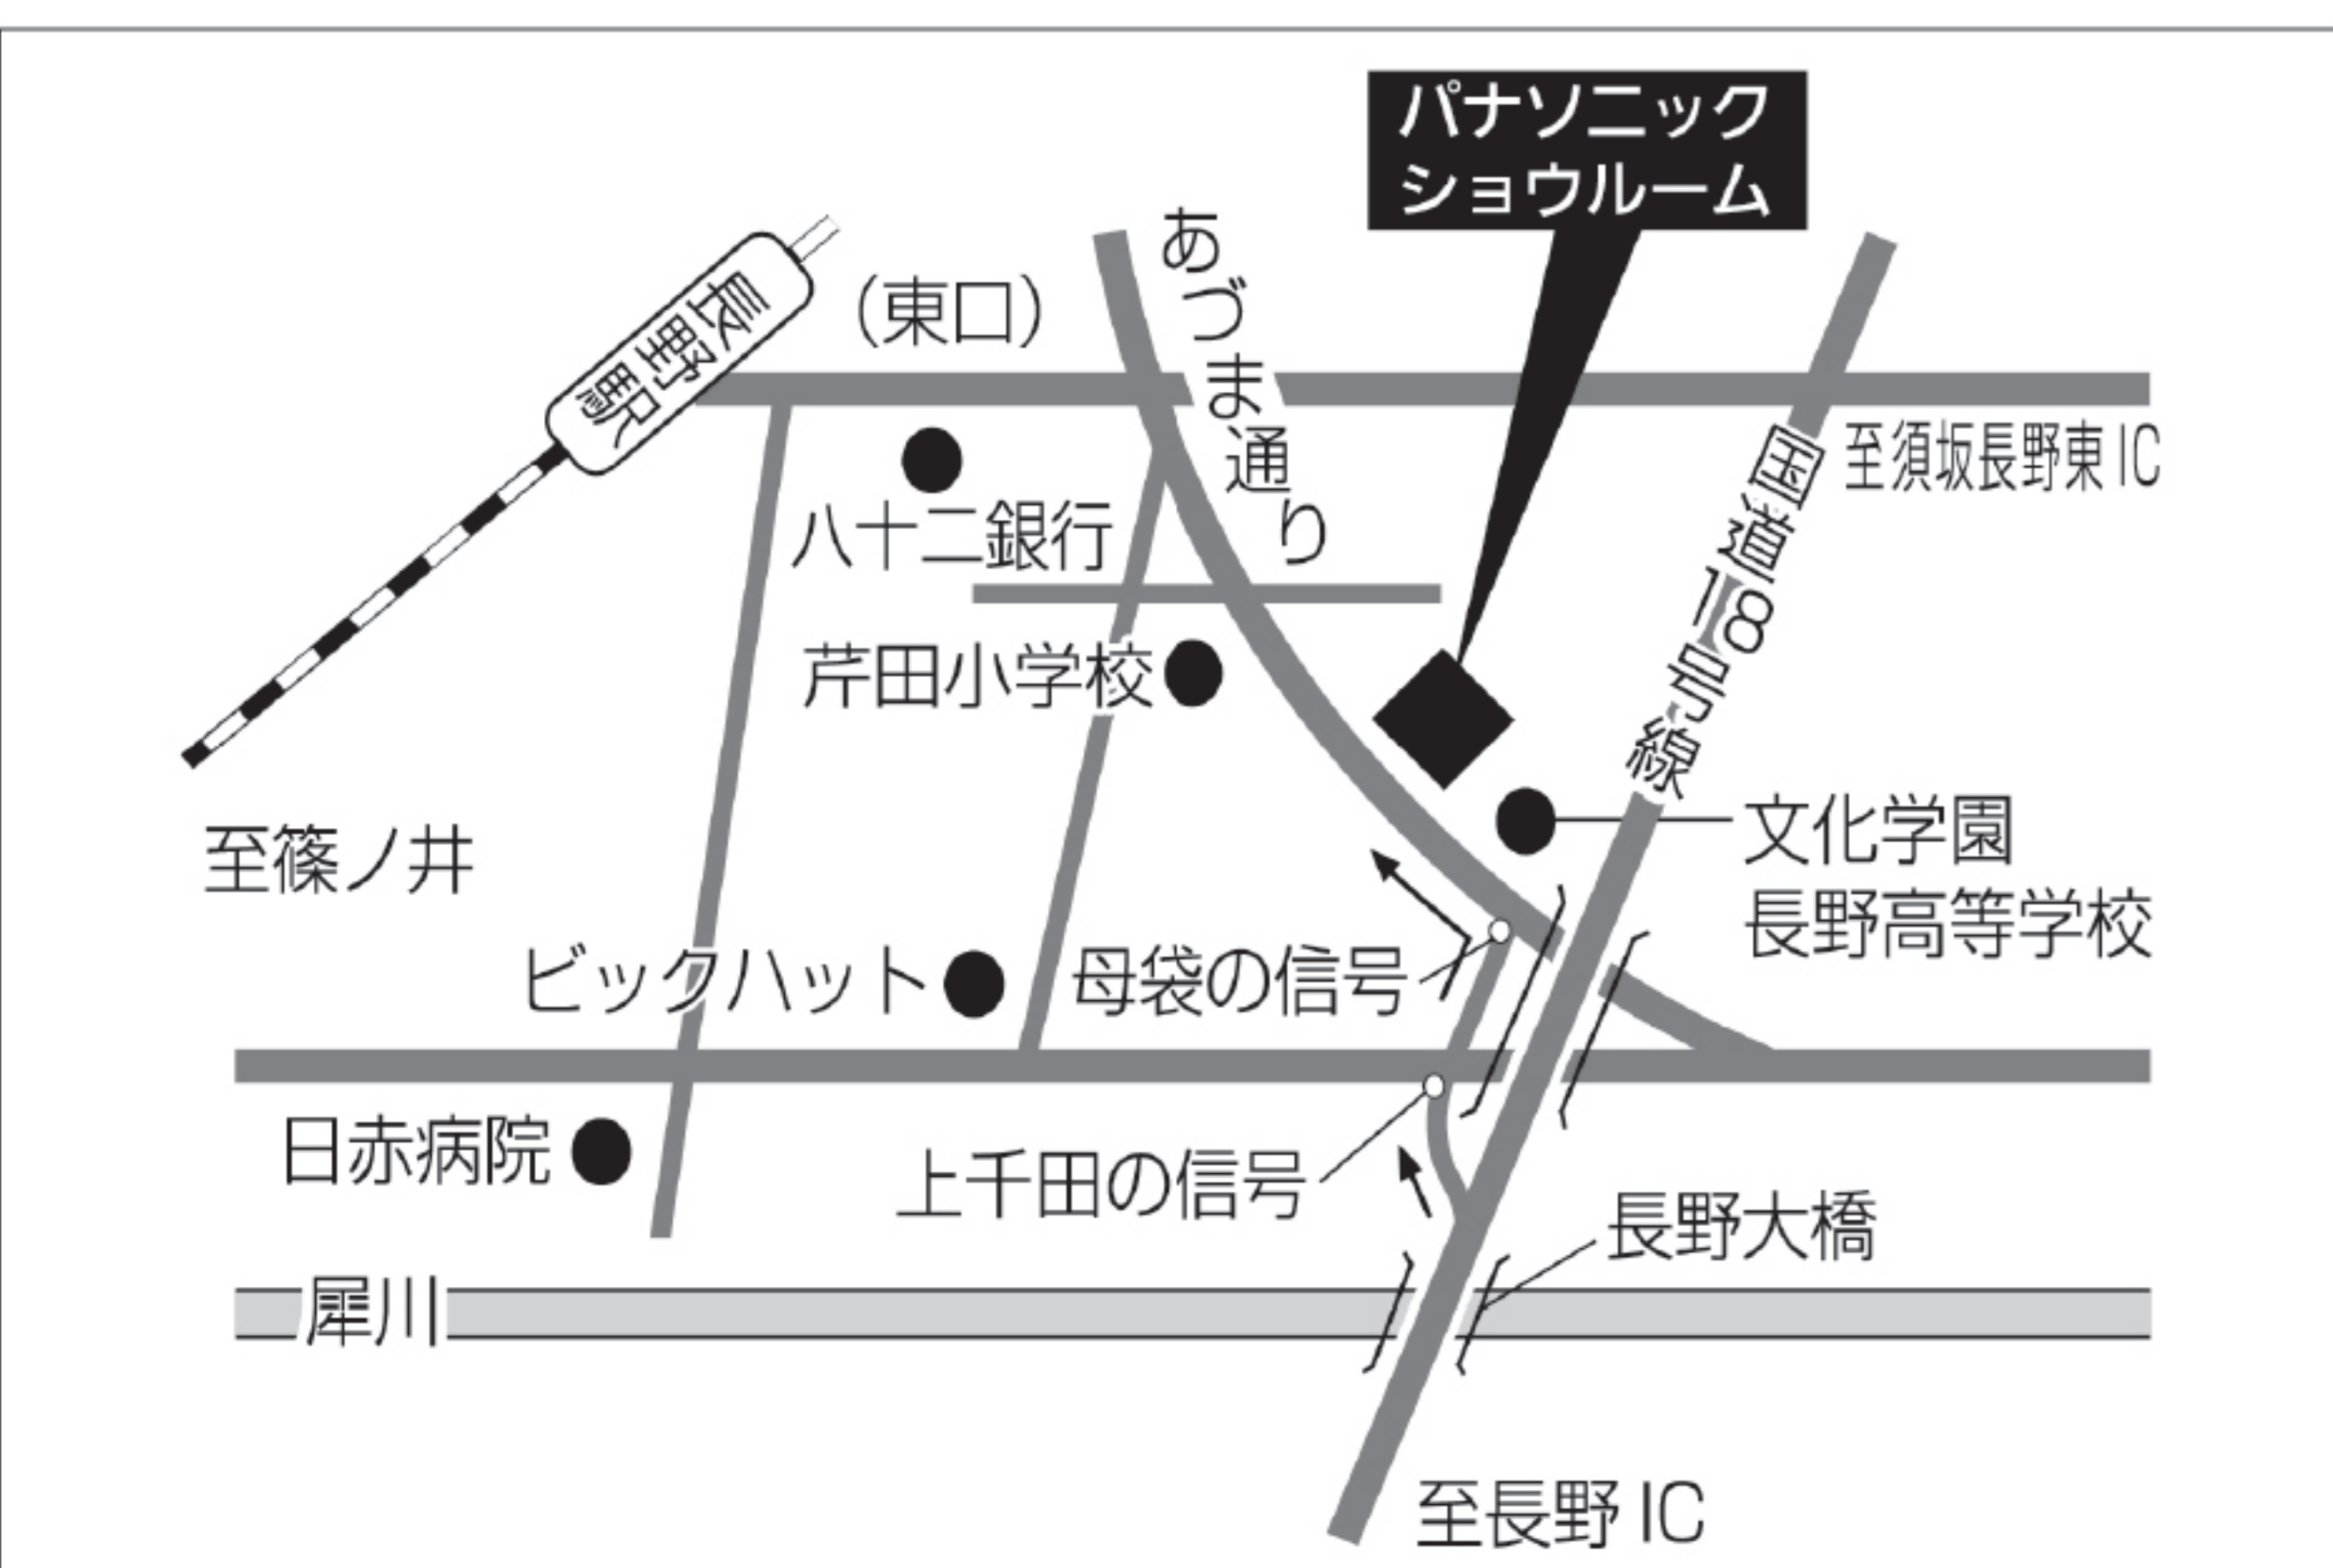 パナソニック
ショウルーム
長野駅
（東口）
あづま通り
国道18号線
至須坂長野東IC
八十二銀行
芹田小学校
至篠ノ井
文化学園
長野高等学校
ビックハット
母袋の信号
日赤病院
上千田の信号
長野大橋
犀川
至長野IC